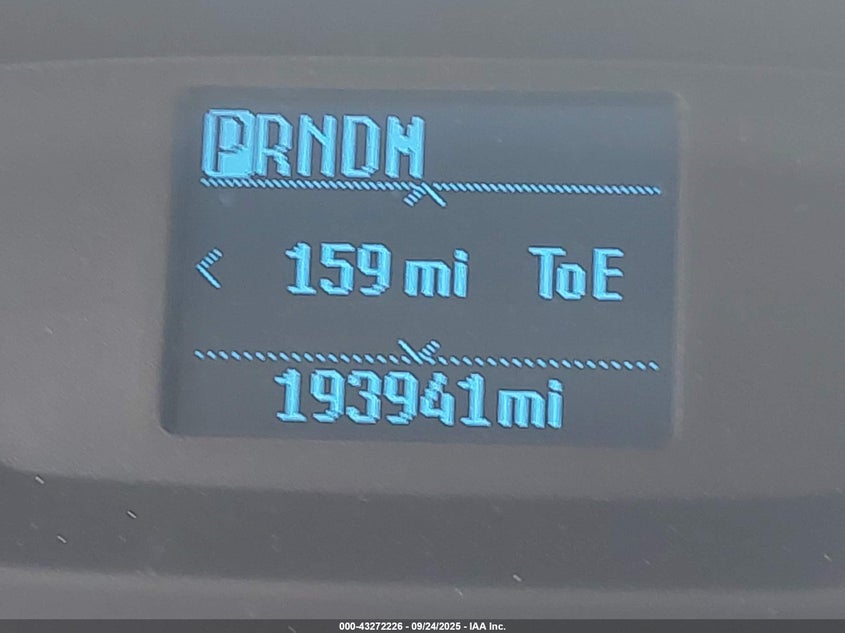 PRNDM
< 159 mi ToE
193941mi
000-43272226 - 09/24/2025 - IAA Inc.